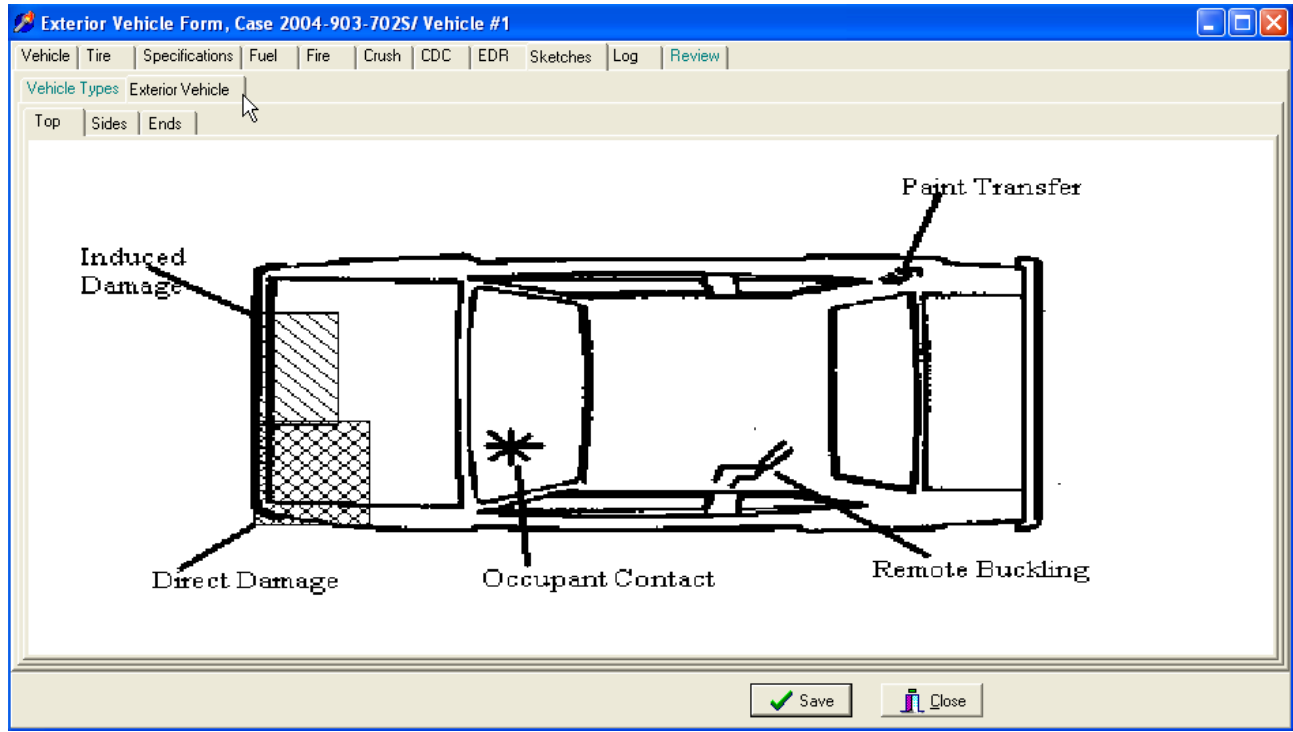 Exterior Vehicle Form, Case 2004-903-702S/ Vehicle #1
Vehicle Tire Specifications Fuel Fire Crush CDC EDR Sketches Log Review
Vehicle Types Exterior Vehicle
Top Sides Ends
Paint Transfer
Induced
Damage
Direct Damage
Occupant Contact
Remote Buckling
Save Close